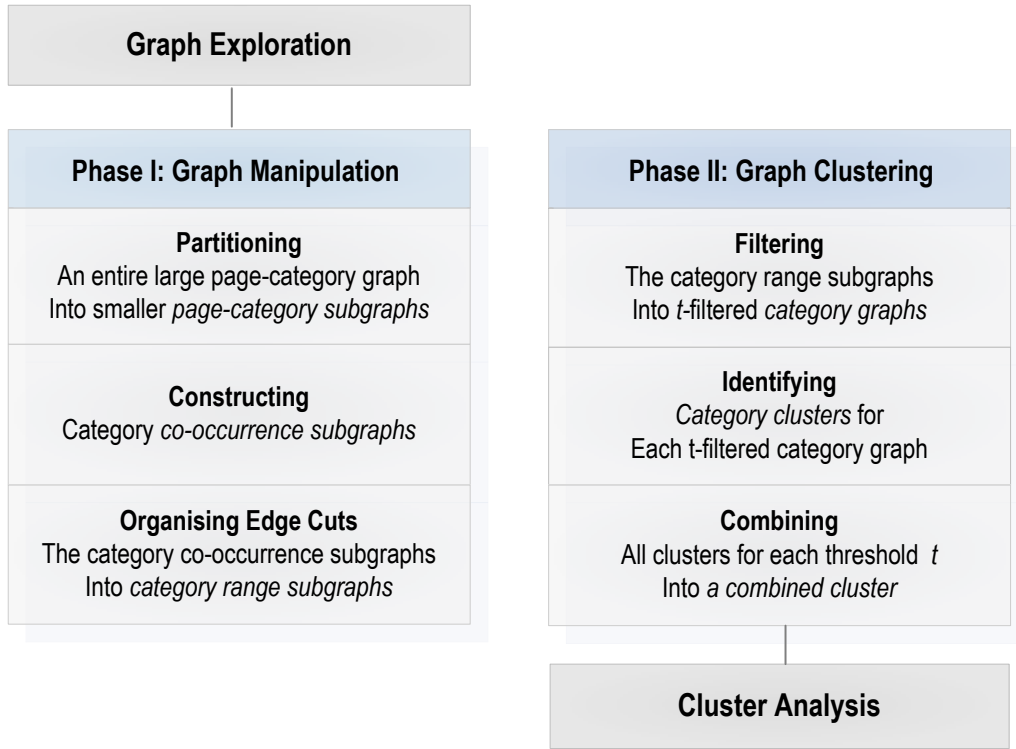 Graph Exploration
Phase I: Graph Manipulation
Partitioning
An entire large page-category graph
Into smaller page-category subgraphs
Constructing
Category co-occurrence subgraphs
Organising Edge Cuts
The category co-occurrence subgraphs
Into category range subgraphs
Phase II: Graph Clustering
Filtering
The category range subgraphs
Into t-filtered category graphs
Identifying
Category clusters for
Each t-filtered category graph
Combining
All clusters for each threshold t
Into a combined cluster
Cluster Analysis